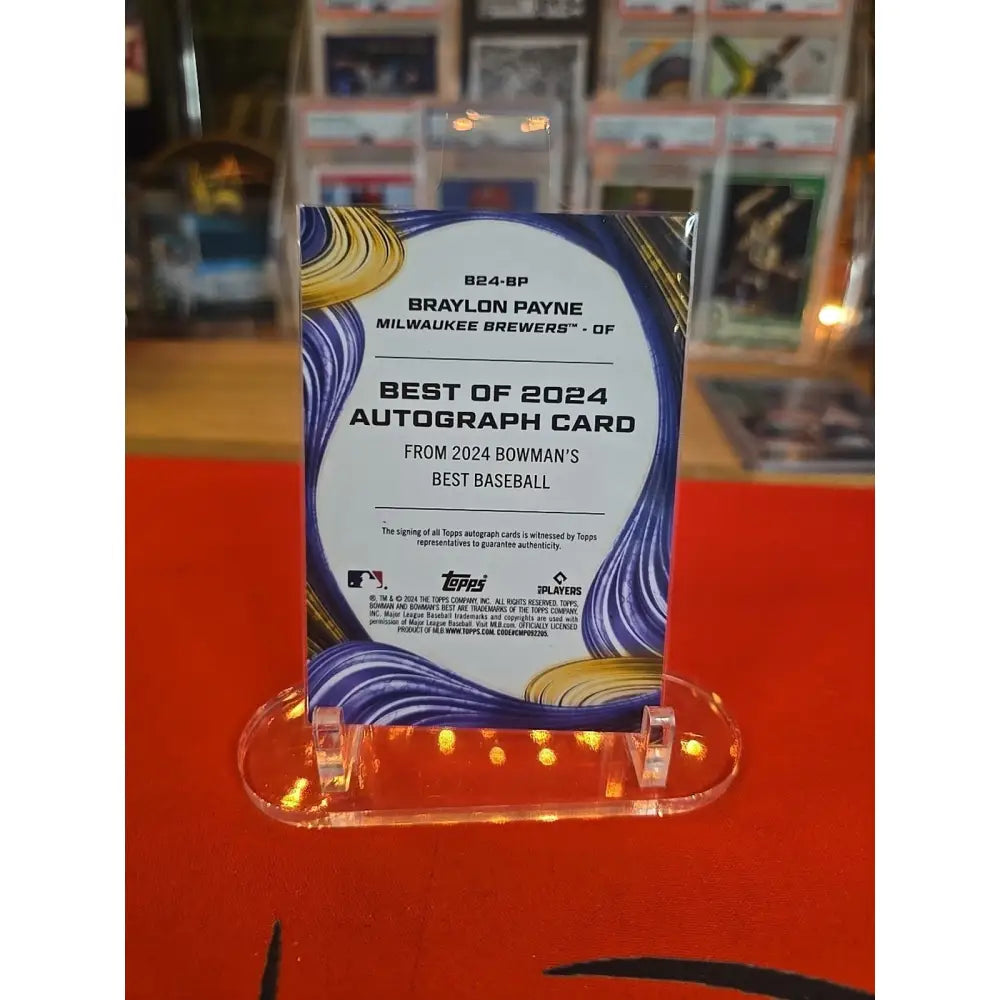 B24-BP
BRAYLON PAYNE
MILWAUKEE BREWERS™ - OF
BEST OF 2024
AUTOGRAPH CARD
FROM 2024 BOWMAN'S
BEST BASEBALL
The signing of all Topps autograph cards is witnessed by Topps
representatives to guarantee authenticity.
topps
PLAYERS
®, TM & © 2024 THE TOPPS COMPANY, INC. ALL RIGHTS RESERVED. TOPPS,
BOWMAN AND BOWMAN'S BEST ARE TRADEMARKS OF THE TOPPS COMPANY,
INC. Major League Baseball trademarks and copyrights are used with
permission of Major League Baseball. Visit MLB.com. OFFICIALLY LICENSED
PRODUCT OF MLB WWW.TOPPS.COM. CODE#CMP092205.